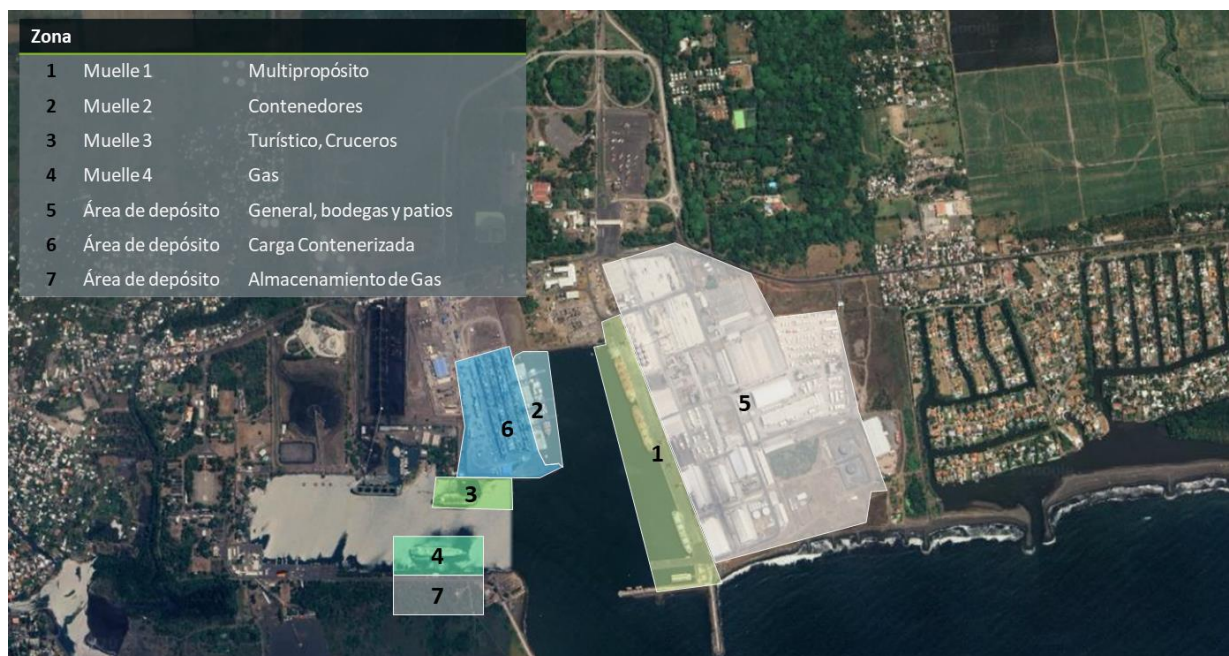 Zona
1 Muelle 1 Multipropósito
2 Muelle 2 Contenedores
3 Muelle 3 Turístico, Cruceros
4 Muelle 4 Gas
5 Área de depósito General, bodegas y patios
6 Área de depósito Carga Contenerizada
7 Área de depósito Almacenamiento de Gas
2
5
6
1
3
4
7